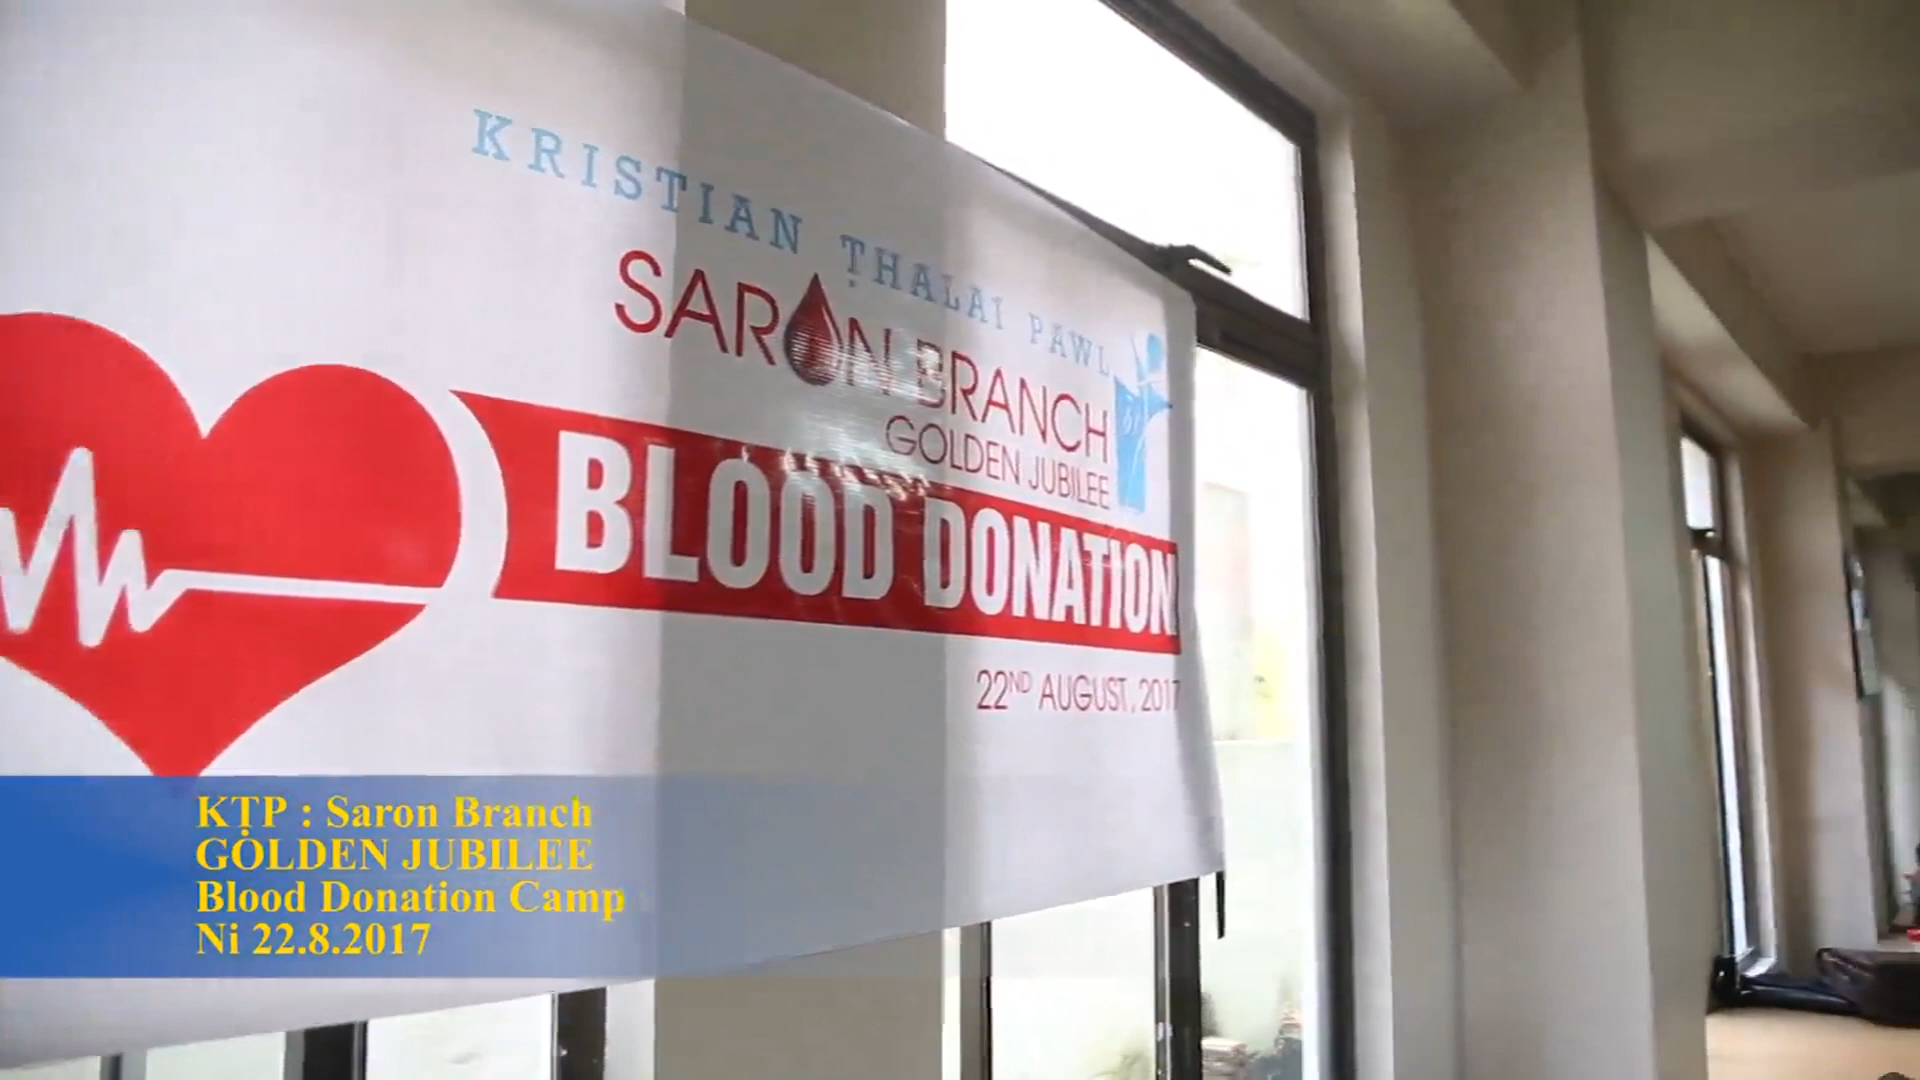 KRISTIAN ṬHALAI PAWL
SARON BRANCH
GOLDEN JUBILEE
BLOOD DONATION
22ND AUGUST, 2017
KṬP : Saron Branch
GOLDEN JUBILEE
Blood Donation Camp
Ni 22.8.2017